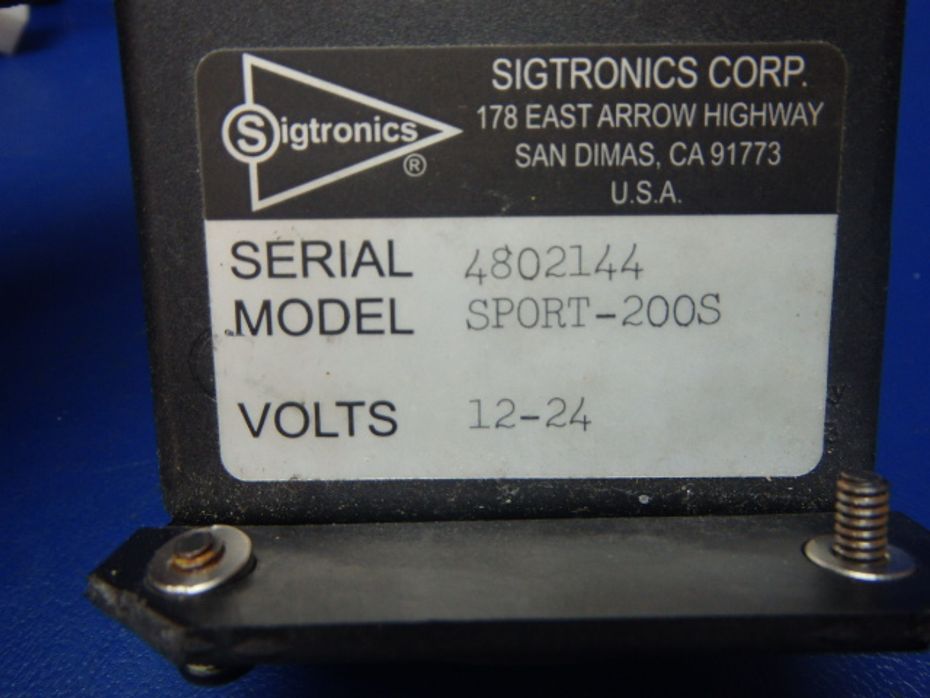 Sigtronics®
SIGTRONICS CORP.
178 EAST ARROW HIGHWAY
SAN DIMAS, CA 91773
U.S.A.
SERIAL 4802144
MODEL SPORT-200S
VOLTS 12-24